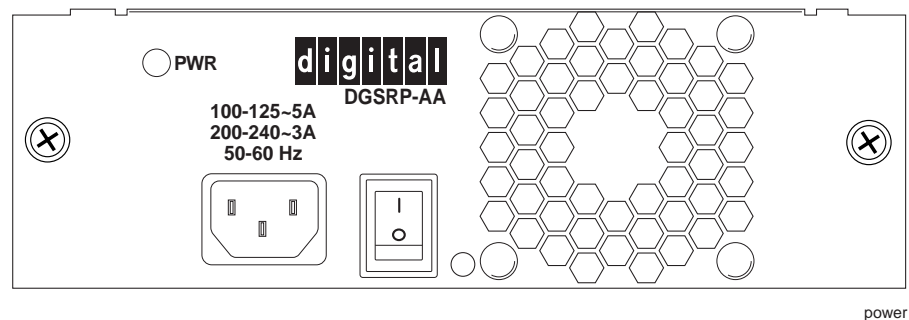 PWR
digital
DGSRP-AA
100-125~5A
200-240~3A
50-60 Hz
power